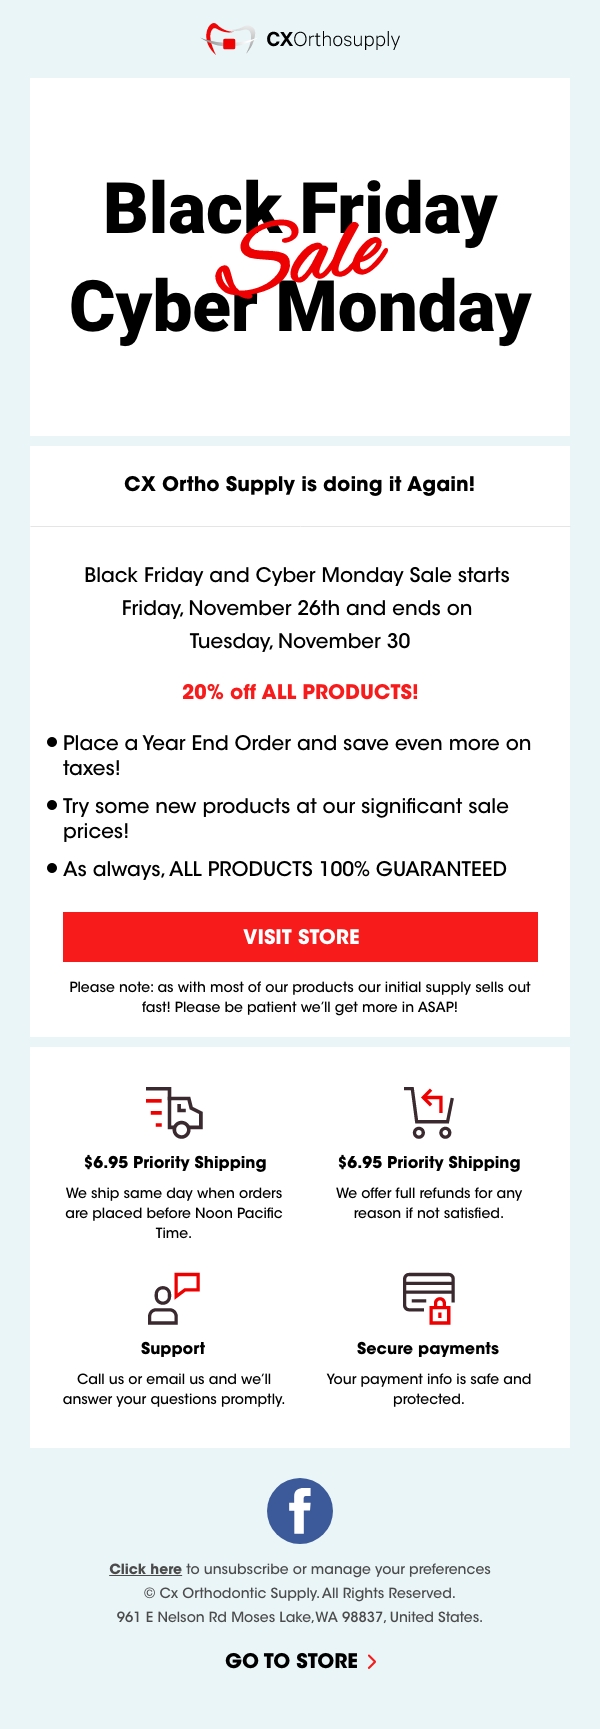 CXOrthosupply
Black Friday
Sale
Cyber Monday
CX Ortho Supply is doing it Again!
Black Friday and Cyber Monday Sale starts
Friday, November 26th and ends on
Tuesday, November 30
20% off ALL PRODUCTS!
• Place a Year End Order and save even more on
taxes!
• Try some new products at our significant sale
prices!
• As always, ALL PRODUCTS 100% GUARANTEED
VISIT STORE
Please note: as with most of our products our initial supply sells out
fast! Please be patient we'll get more in ASAP!
$6.95 Priority Shipping
We ship same day when orders
are placed before Noon Pacific
Time.
$6.95 Priority Shipping
We offer full refunds for any
reason if not satisfied.
Support
Call us or email us and we'll
answer your questions promptly.
Secure payments
Your payment info is safe and
protected.
Click here to unsubscribe or manage your preferences
© Cx Orthodontic Supply. All Rights Reserved.
961 E Nelson Rd Moses Lake, WA 98837, United States.
GO TO STORE >